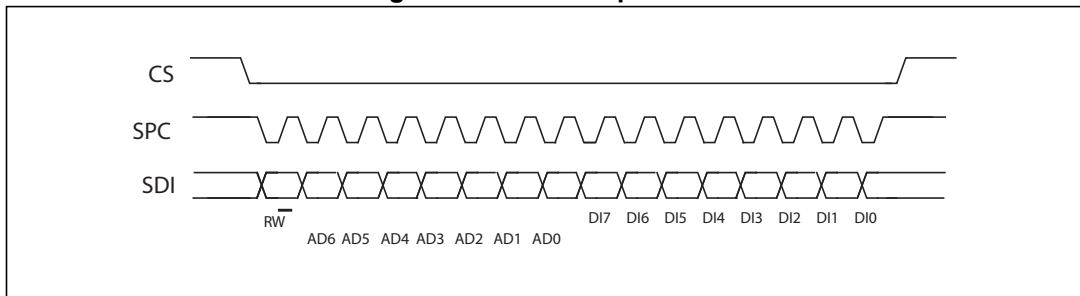 CS
SPC
SDI
RW
DI7 DI6 DI5 DI4 DI3 DI2 DI1 DI0
AD6 AD5 AD4 AD3 AD2 AD1 AD0